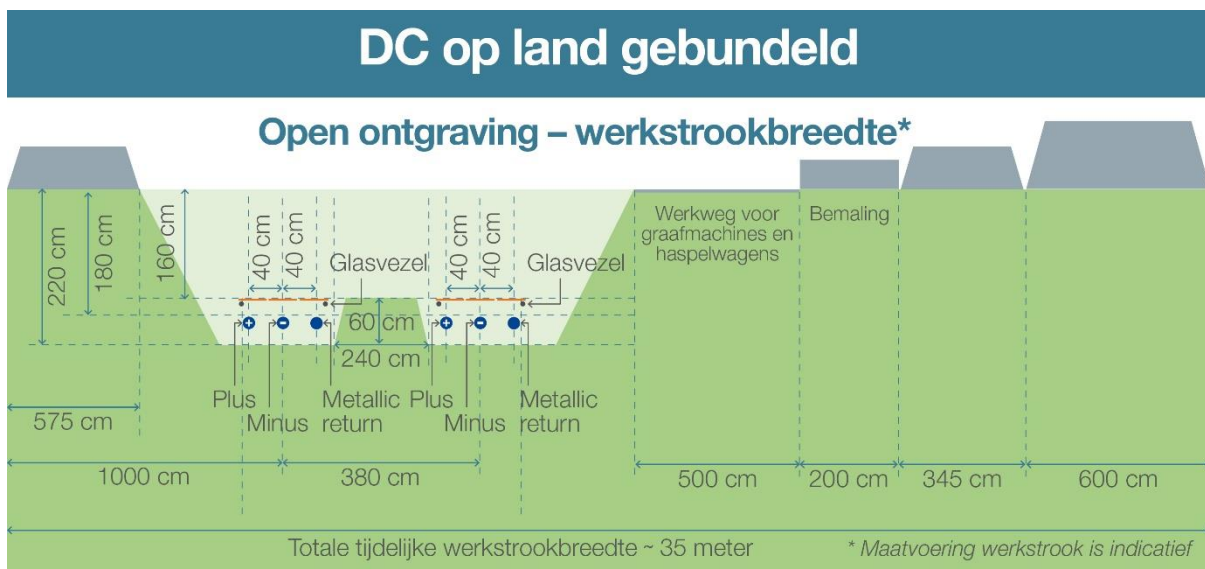 DC op land gebundeld
Open ontgraving – werkstrookbreedte*
220 cm
180 cm
160 cm
40 cm
40 cm
Glasvezel
40 cm
40 cm
Glasvezel
Werkweg voor
graafmachines en
haspelwagens
Bemaling
+
-
60 cm
+
-
240 cm
Plus
Minus
Metallic
return
Plus
Minus
Metallic
return
575 cm
1000 cm
380 cm
500 cm
200 cm
345 cm
600 cm
Totale tijdelijke werkstrookbreedte ~ 35 meter
* Maatvoering werkstrook is indicatief